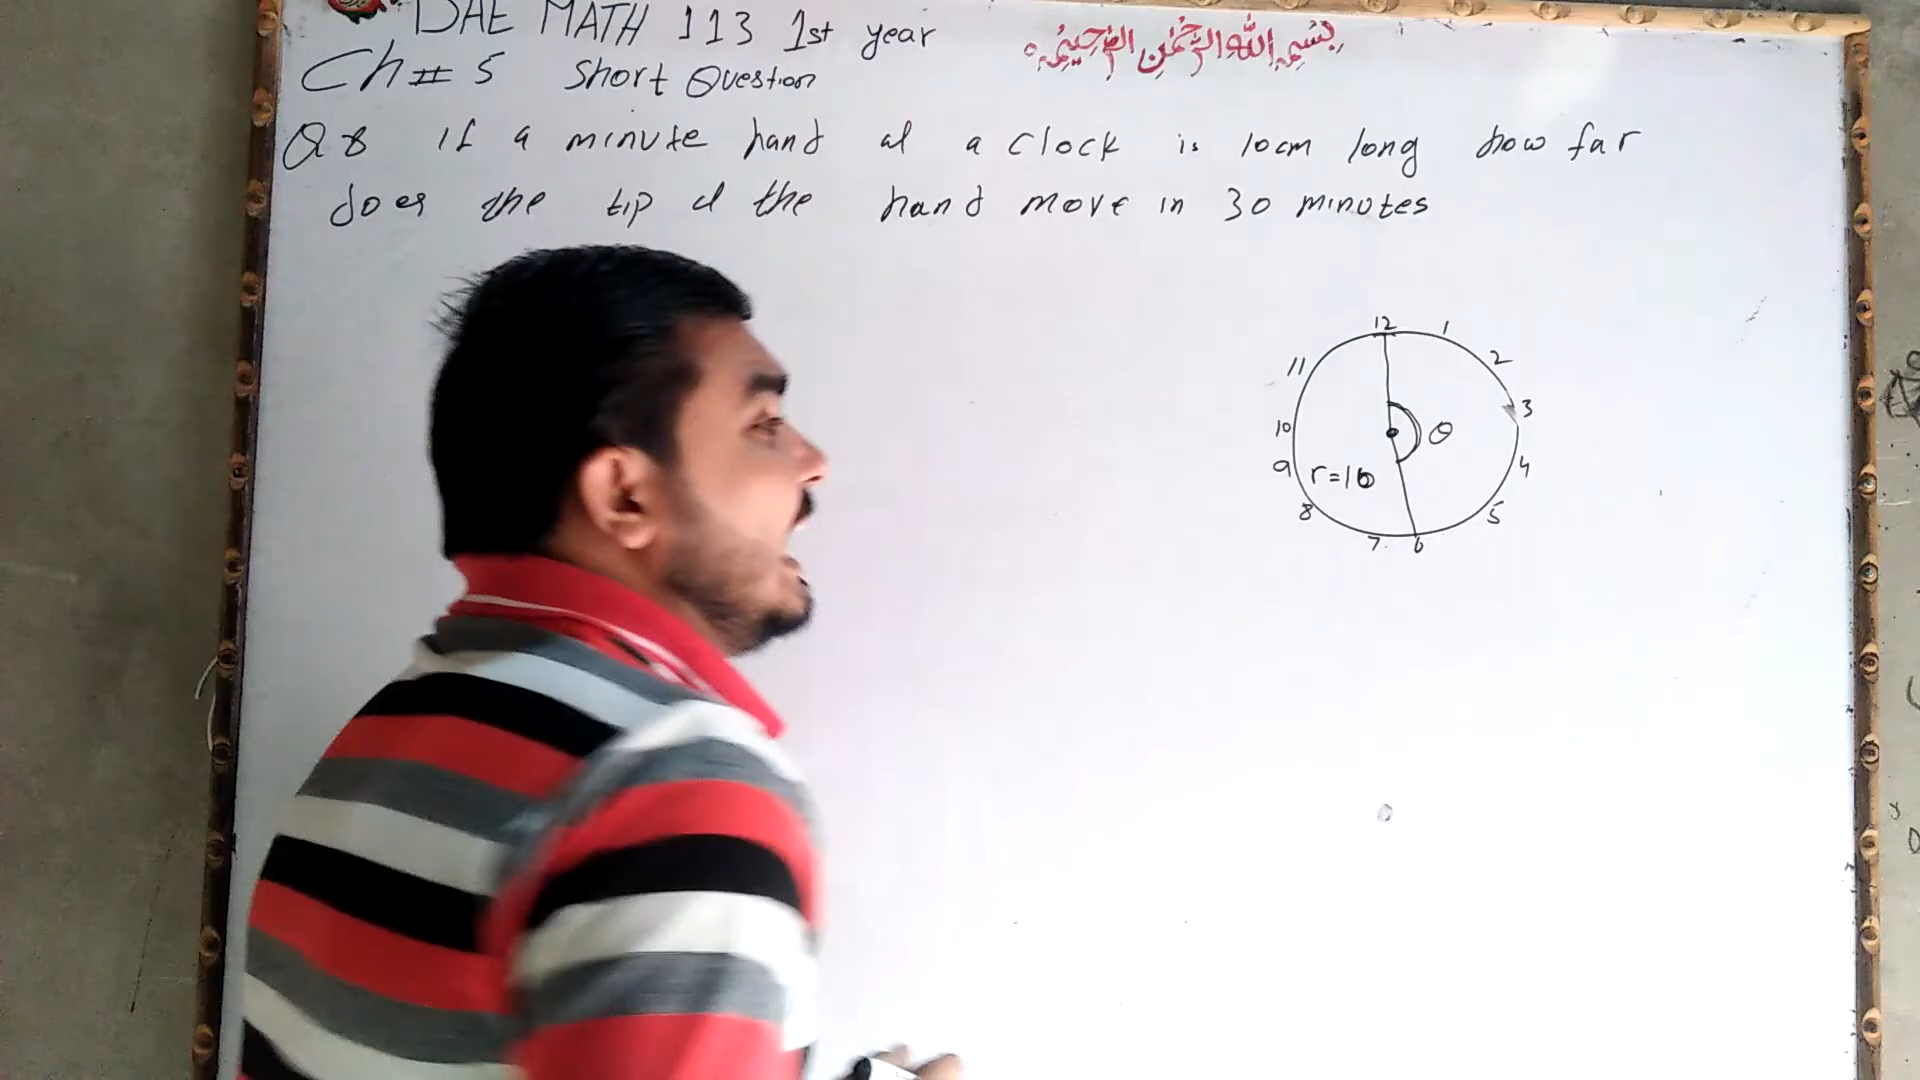 DAE MATH 113 1st year
بِسْمِ اللهِ الرَّحْمٰنِ الرَّحِيْمِ
Ch # 5 Short Question
Q 8 If a minute hand of a clock is 10cm long how far
does the tip of the hand move in 30 minutes
12
1
11
2
3
10
θ
9
r=10
4
8
5
7
6